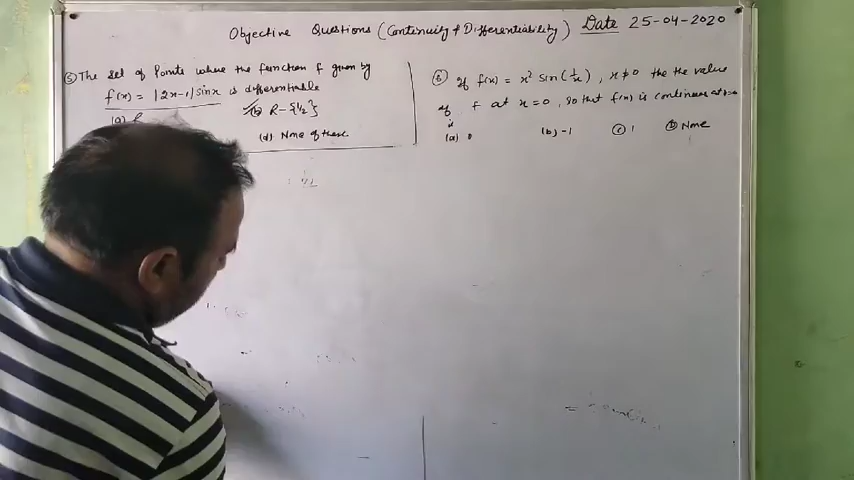 Objective Questions (Continuity & Differentiability) Date 25-04-2020
⑤ The set of Points where the function f given by
f(x) = |2x-1| sinx is differentiable
(a) R (b) R-{1/2}
(d) None of these
⑥ If f(x) = x² sin(1/x), x≠0 the the value
of f at x=0, so that f(x) is continuous at x=0
is
(a) 0 (b) -1 (c) 1 (D) None